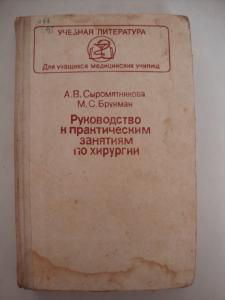 УЧЕБНАЯ ЛИТЕРАТУРА
Для учащихся медицинских училищ
А.В. Сыромятникова
М.С. Брукман
Руководство
к практическим
занятиям
по хирургии